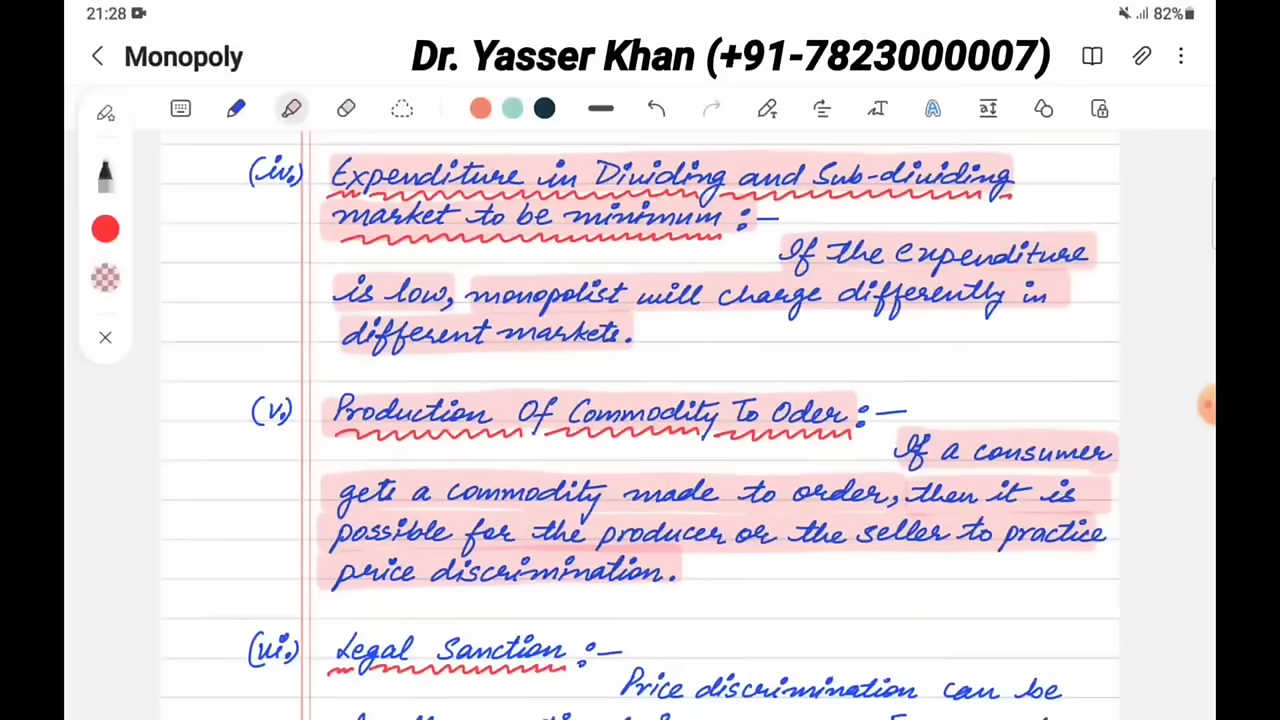 21:28
82%
Monopoly
Dr. Yasser Khan (+91-7823000007)
(iv.) Expenditure in Dividing and Sub-dividing
market to be minimum :-
If the expenditure
is low, monopolist will charge differently in
different markets.
(v.) Production Of Commodity To Oder :-
If a consumer
gets a commodity made to order, then it is
possible for the producer or the seller to practice
price discrimination.
(vi.) Legal Sanction :-
Price discrimination can be